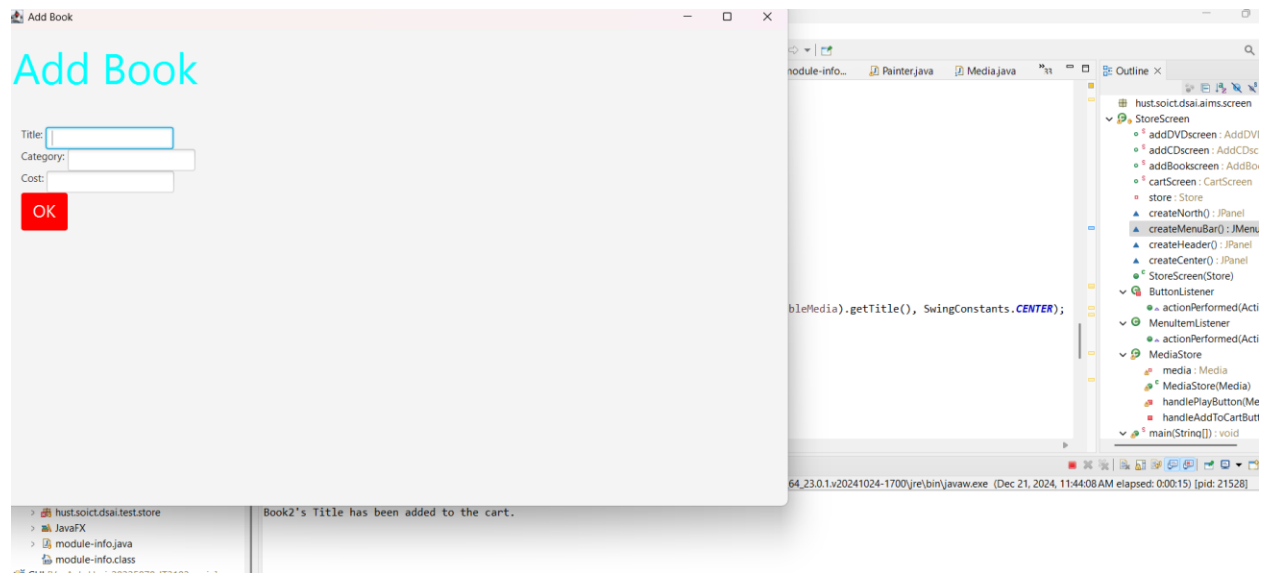 Add Book
Add Book
Title:
Category:
Cost:
OK
module-info...
Painter.java
Media.java
"33
Outline
hust.soict.dsai.aims.screen
StoreScreen
addDVDscreen : AddDV
addCDscreen : AddCDsc
addBookscreen : AddBo
cartScreen : CartScreen
store : Store
createNorth() : JPanel
createMenuBar() : JMenu
createHeader() : JPanel
createCenter() : JPanel
StoreScreen(Store)
ButtonListener
actionPerformed(Acti
MenuItemListener
actionPerformed(Acti
MediaStore
media : Media
MediaStore(Media)
handlePlayButton(Me
handleAddToCartButt
main(String[]) : void
bleMedia).getTitle(), SwingConstants.CENTER);
64_23.0.1.v20241024-1700\jre\bin\javaw.exe (Dec 21, 2024, 11:44:08 AM elapsed: 0:00:15) [pid: 21528]
hust.soict.dsai.test.store
JavaFX
module-info.java
module-info.class
Book2's Title has been added to the cart.